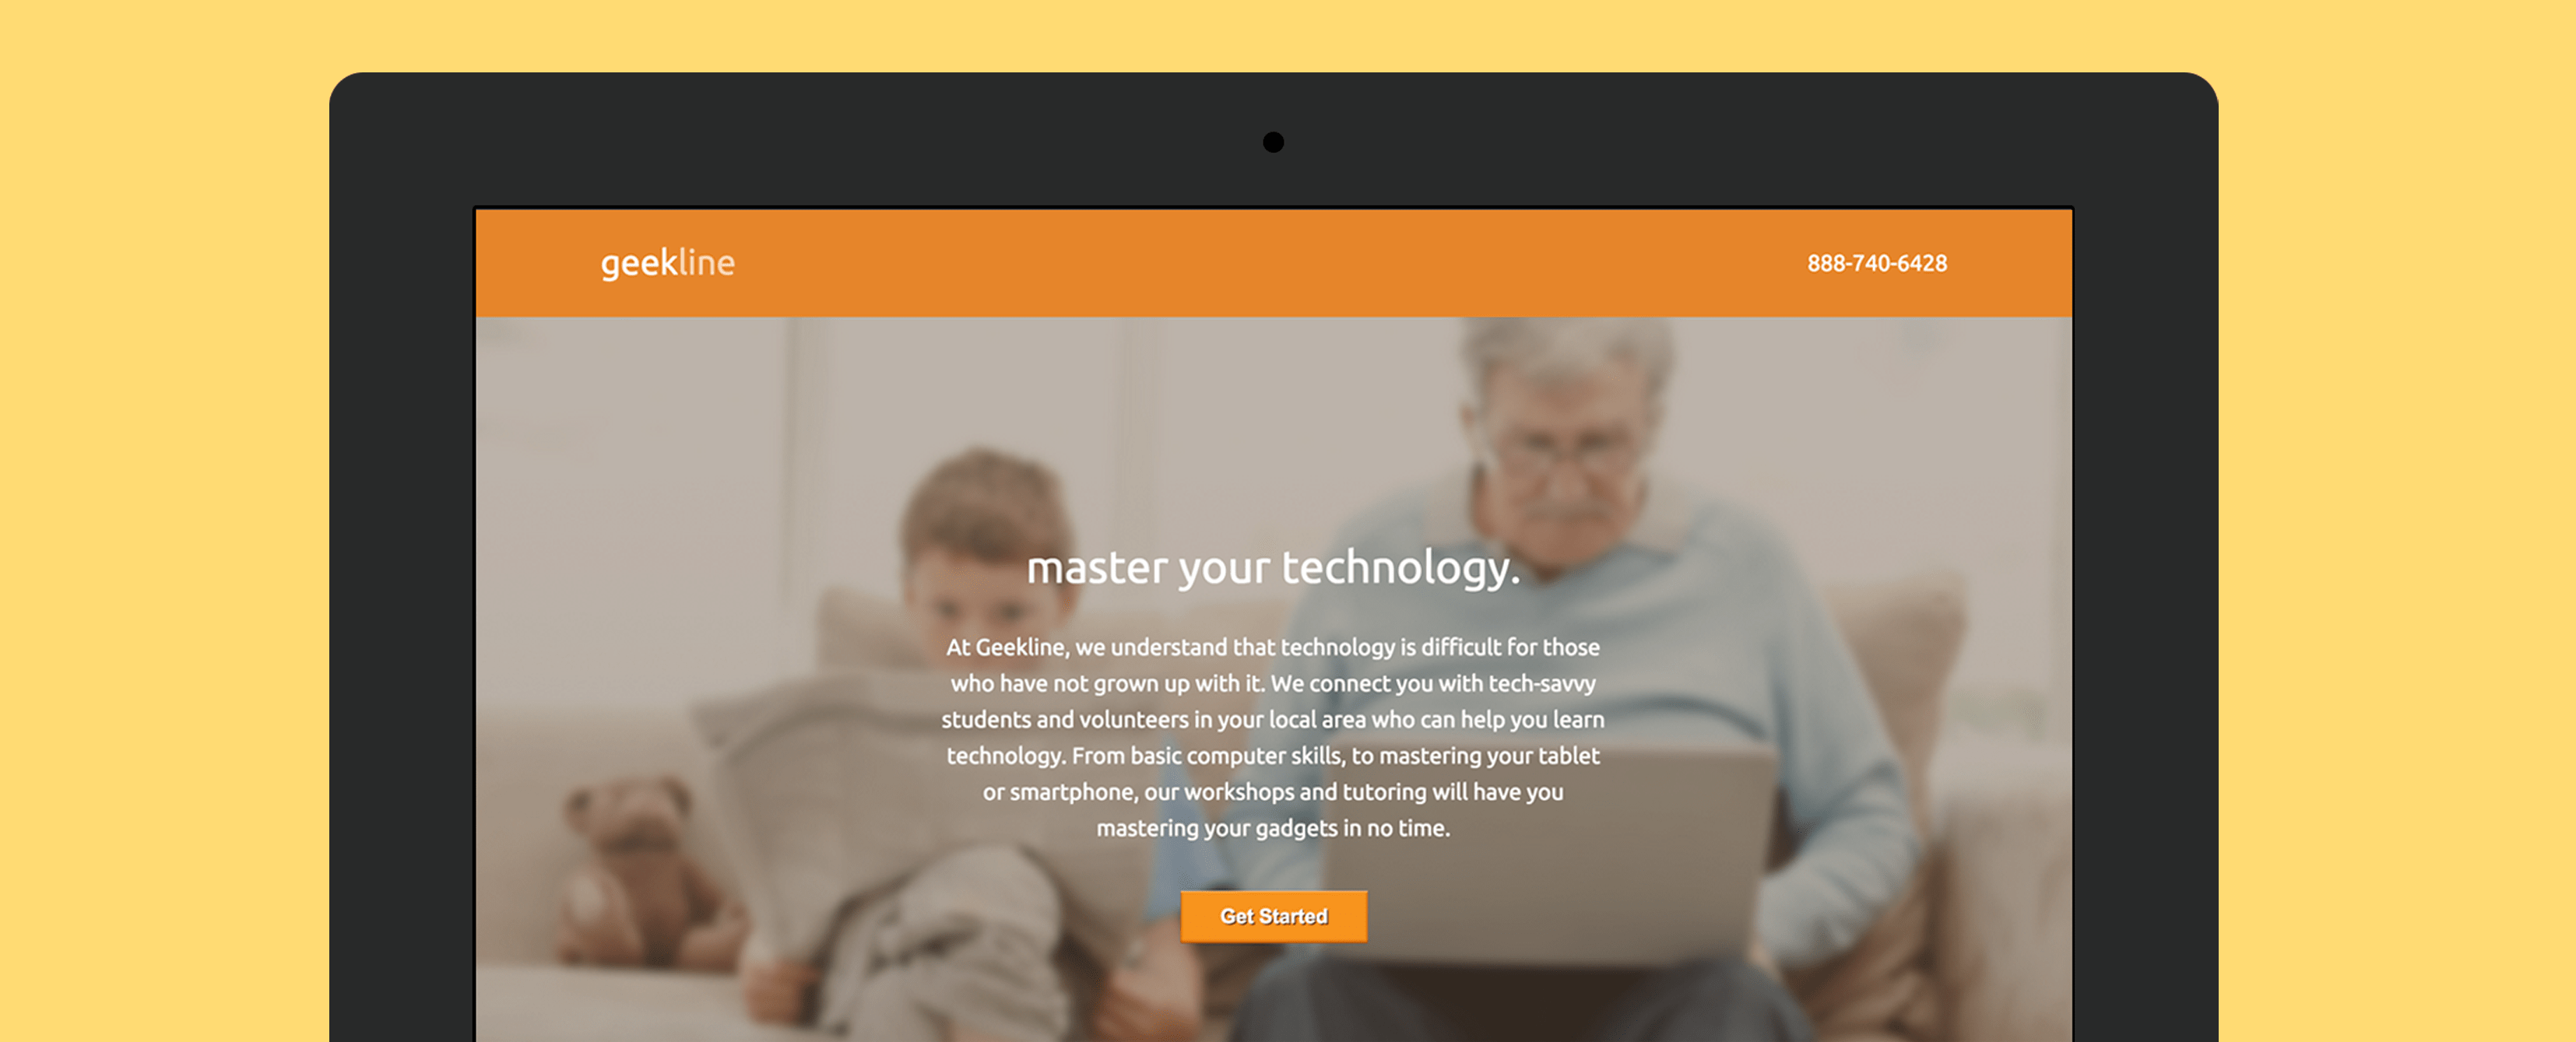 geekline
888-740-6428
master your technology.
At Geekline, we understand that technology is difficult for those
who have not grown up with it. We connect you with tech-savvy
students and volunteers in your local area who can help you learn
technology. From basic computer skills, to mastering your tablet
or smartphone, our workshops and tutoring will have you
mastering your gadgets in no time.
Get Started